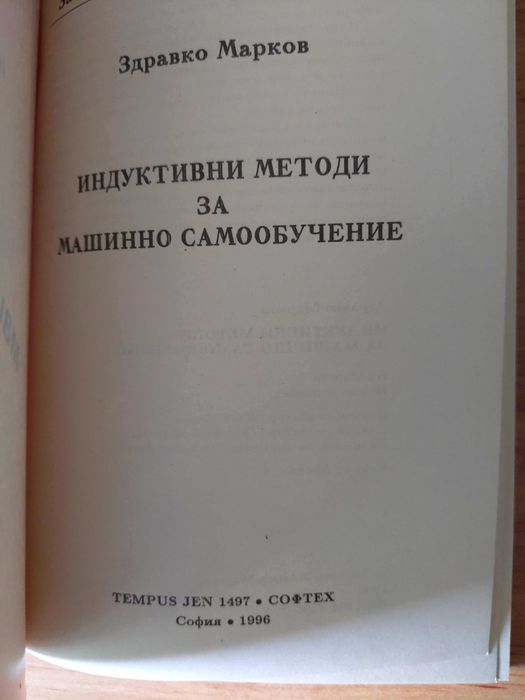 Здравко Марков
ИНДУКТИВНИ МЕТОДИ
ЗА
МАШИННО САМООБУЧЕНИЕ
TEMPUS JEN 1497 • СОФТЕХ
София • 1996